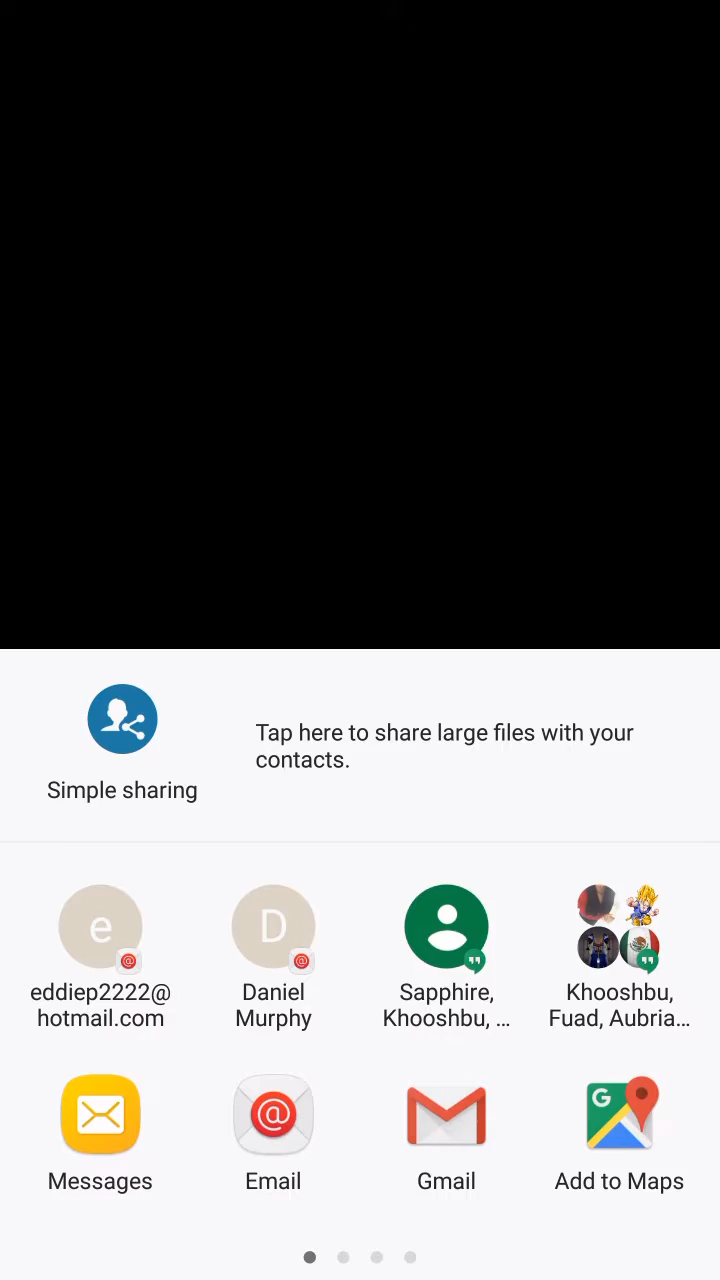 Tap here to share large files with your
contacts.
Simple sharing
e
D
eddiep2222@
hotmail.com
Daniel
Murphy
Sapphire,
Khooshbu, ...
Khooshbu,
Fuad, Aubria...
@
G
Messages
Email
Gmail
Add to Maps